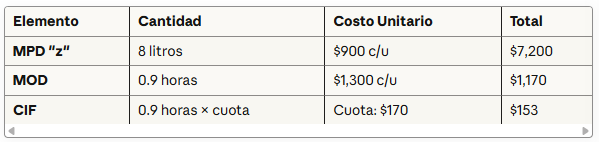 Elemento Cantidad Costo Unitario Total
MPD "z" 8 litros $900 c/u $7,200
MOD 0.9 horas $1,300 c/u $1,170
CIF 0.9 horas × cuota Cuota: $170 $153